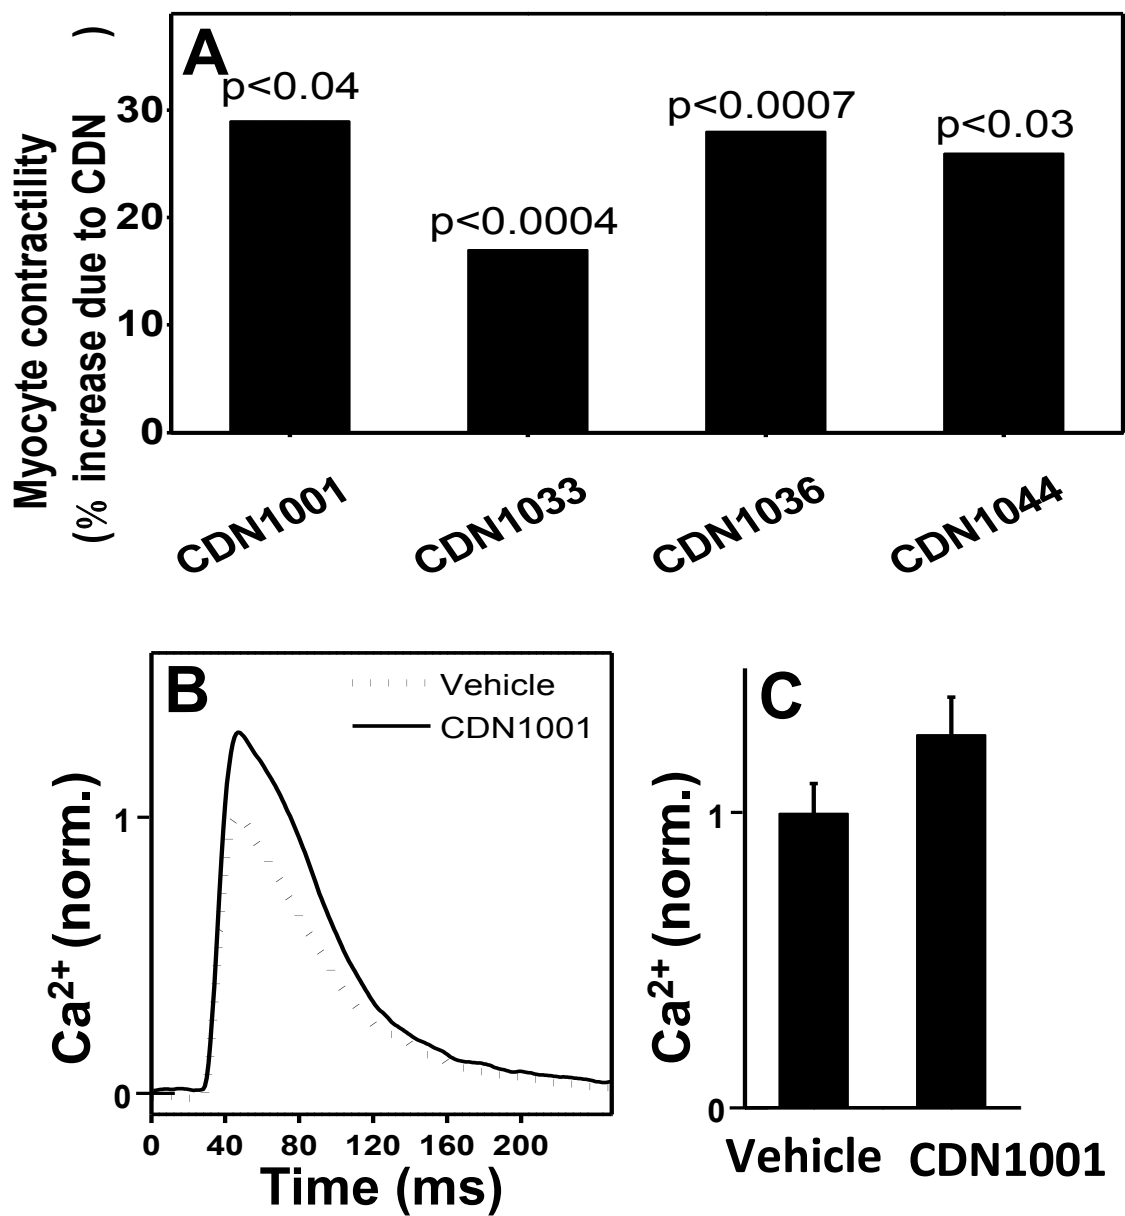 A
p<0.04
p<0.0004
p<0.0007
p<0.03
Myocyte contractility
(% increase due to CDN )
30
20
10
0
CDN1001
CDN1033
CDN1036
CDN1044
B
Vehicle
CDN1001
Ca2+ (norm.)
1
0
0 40 80 120 160 200
Time (ms)
C
Ca2+ (norm.)
1
0
Vehicle CDN1001